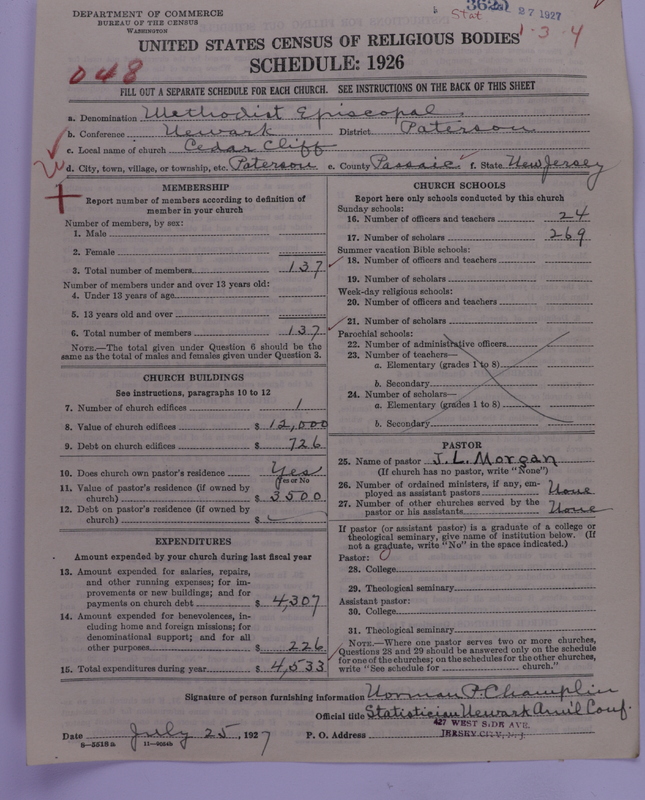 DEPARTMENT OF COMMERCE
BUREAU OF THE CENSUS
WASHINGTON
Stat
27 1927
1-3-4
UNITED STATES CENSUS OF RELIGIOUS BODIES
SCHEDULE: 1926
048
FILL OUT A SEPARATE SCHEDULE FOR EACH CHURCH. SEE INSTRUCTIONS ON THE BACK OF THIS SHEET
a. Denomination Methodist Episcopal
b. Conference Newark District Paterson
c. Local name of church Cedar Cliff
d. City, town, village, or township, etc. Paterson e. County Passaic f. State New Jersey
MEMBERSHIP
Report number of members according to definition of
member in your church
Number of members, by sex:
1. Male
2. Female
3. Total number of members 137
Number of members under and over 13 years old:
4. Under 13 years of age
5. 13 years old and over
6. Total number of members 137
NOTE.—The total given under Question 6 should be the
same as the total of males and females given under Question 3.
CHURCH BUILDINGS
See instructions, paragraphs 10 to 12
7. Number of church edifices 1
8. Value of church edifices $ 12,000
9. Debt on church edifices $ 726
10. Does church own pastor's residence Yes
Yes or No
11. Value of pastor's residence (if owned by
church) $ 3500
12. Debt on pastor's residence (if owned by
church) $
EXPENDITURES
Amount expended by your church during last fiscal year
13. Amount expended for salaries, repairs,
and other running expenses; for im-
provements or new buildings; and for
payments on church debt $ 4,307
14. Amount expended for benevolences, in-
cluding home and foreign missions; for
denominational support; and for all
other purposes $ 226
15. Total expenditures during year $ 4,533
CHURCH SCHOOLS
Report here only schools conducted by this church
Sunday schools:
16. Number of officers and teachers 24
17. Number of scholars 269
Summer vacation Bible schools:
18. Number of officers and teachers
19. Number of scholars
Week-day religious schools:
20. Number of officers and teachers
21. Number of scholars
Parochial schools:
22. Number of administrative officers
23. Number of teachers—
a. Elementary (grades 1 to 8)
b. Secondary
24. Number of scholars—
a. Elementary (grades 1 to 8)
b. Secondary
PASTOR
25. Name of pastor J. L. Morgan
(If church has no pastor, write "None")
26. Number of ordained ministers, if any, em-
ployed as assistant pastors None
27. Number of other churches served by the
pastor or his assistants None
If pastor (or assistant pastor) is a graduate of a college or
theological seminary, give name of institution below. (If
not a graduate, write "No" in the space indicated.)
Pastor:
28. College
29. Theological seminary
Assistant pastor:
30. College
31. Theological seminary
NOTE.—Where one pastor serves two or more churches,
Questions 28 and 29 should be answered only on the schedule
for one of the churches; on the schedules for the other churches,
write "See schedule for church."
Signature of person furnishing information Norman P. Champlin
Official title Statistician Newark Ann'l Conf.
Date July 25, 1927 P. O. Address 427 WEST SIDE AVE.
JERSEY CITY, N. J.
8-5518a